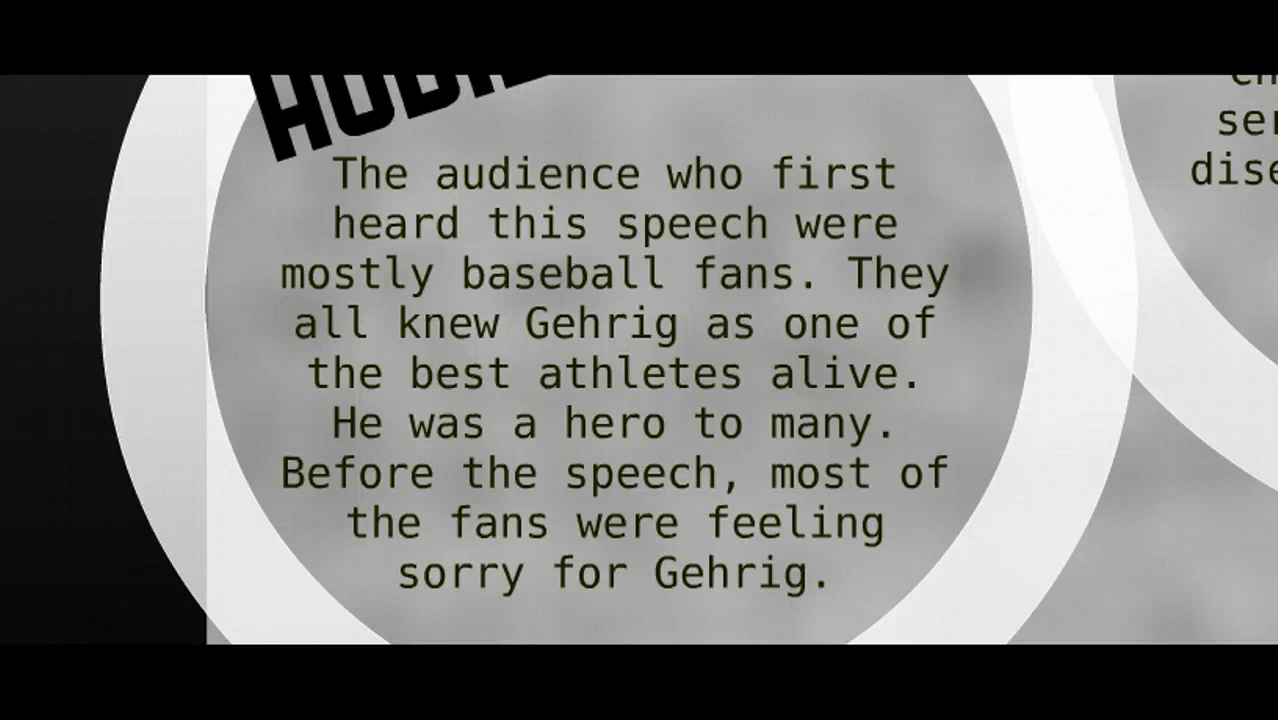 The audience who first
heard this speech were
mostly baseball fans. They
all knew Gehrig as one of
the best athletes alive.
He was a hero to many.
Before the speech, most of
the fans were feeling
sorry for Gehrig.